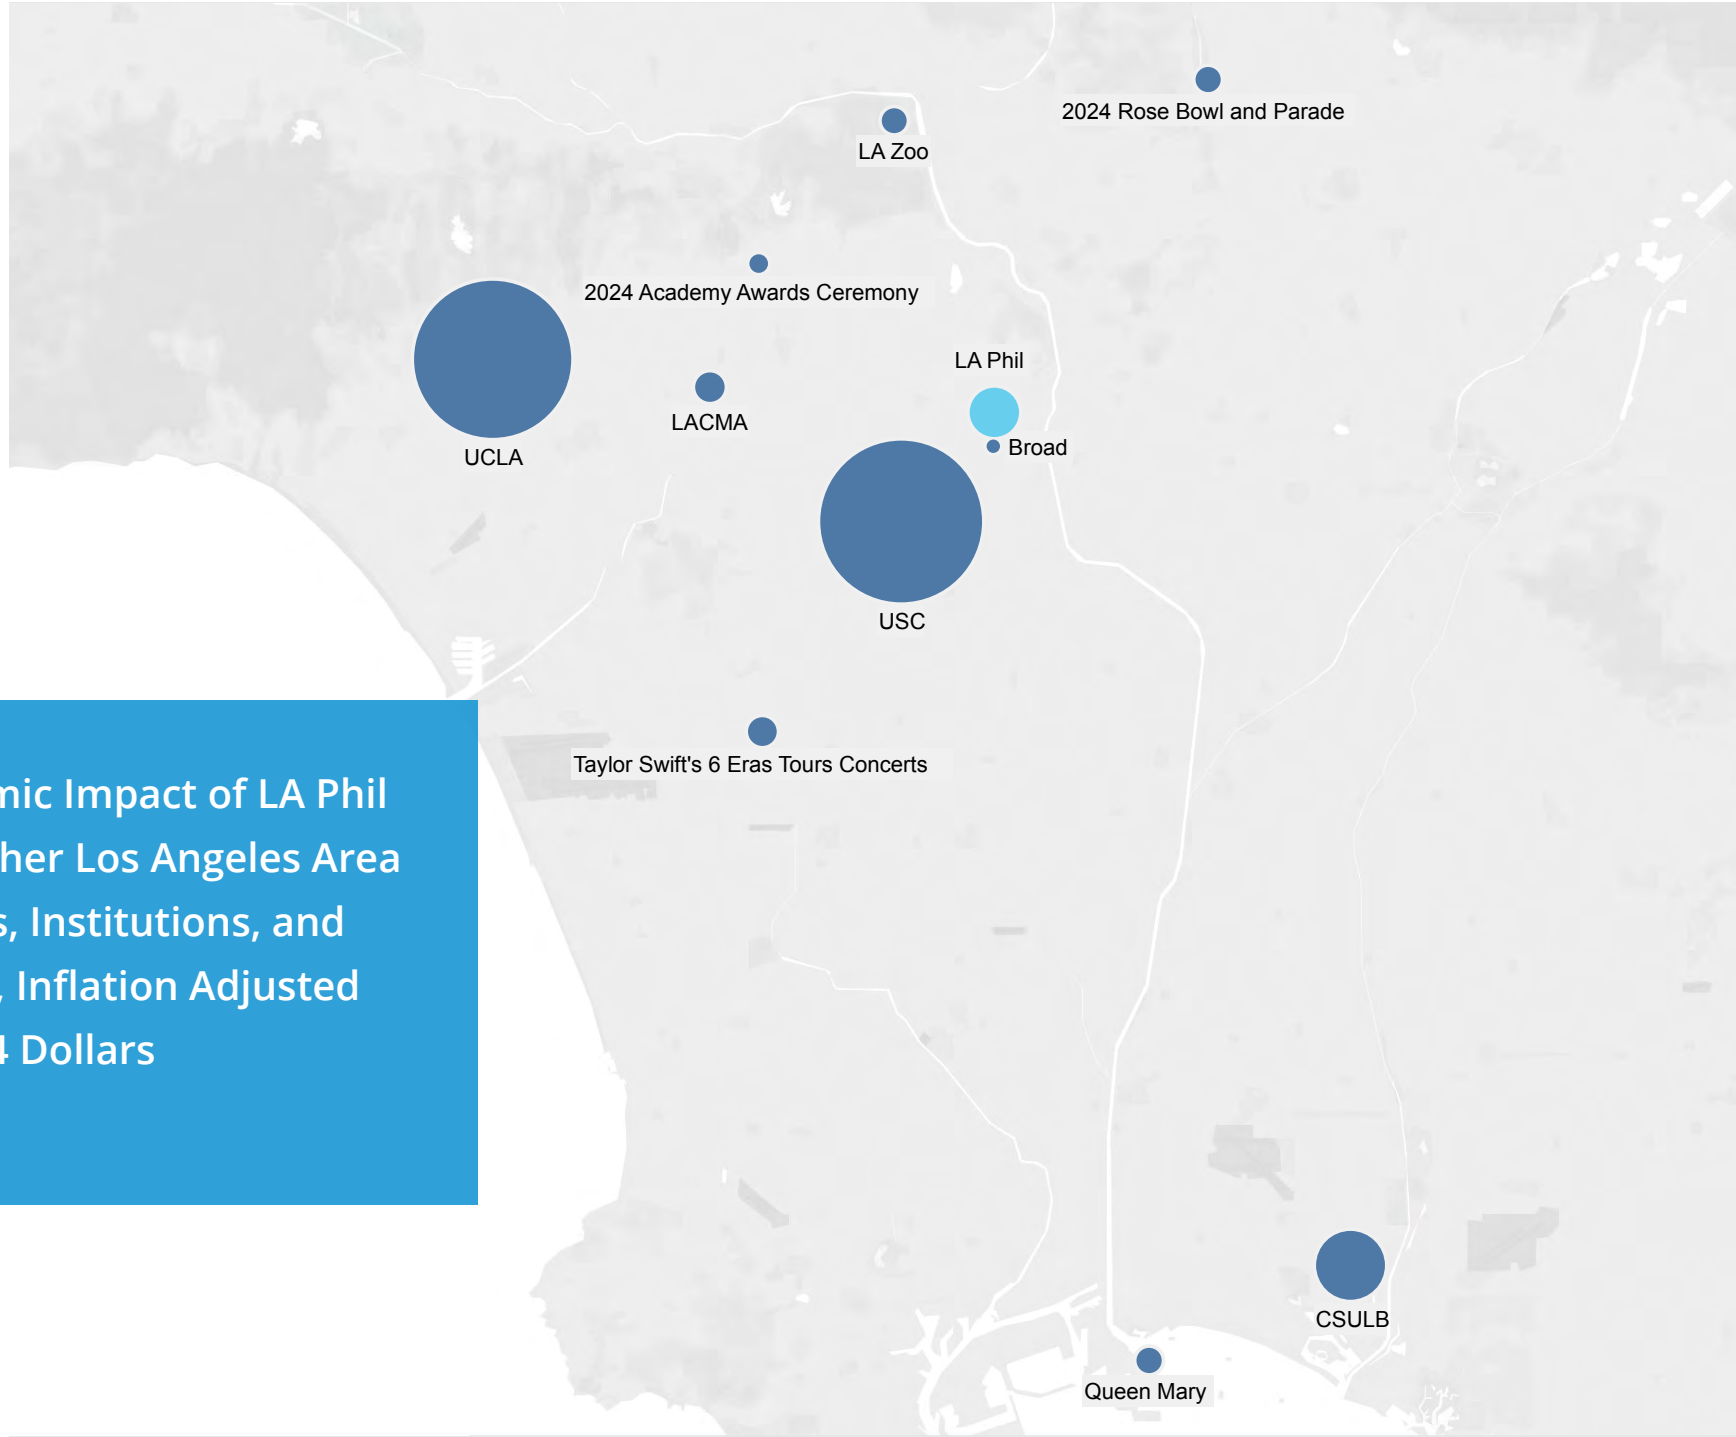 2024 Rose Bowl and Parade
LA Zoo
2024 Academy Awards Ceremony
LA Phil
LACMA
Broad
UCLA
USC
Taylor Swift's 6 Eras Tours Concerts
mic Impact of LA Phil
her Los Angeles Area
s, Institutions, and
, Inflation Adjusted
4 Dollars
CSULB
Queen Mary